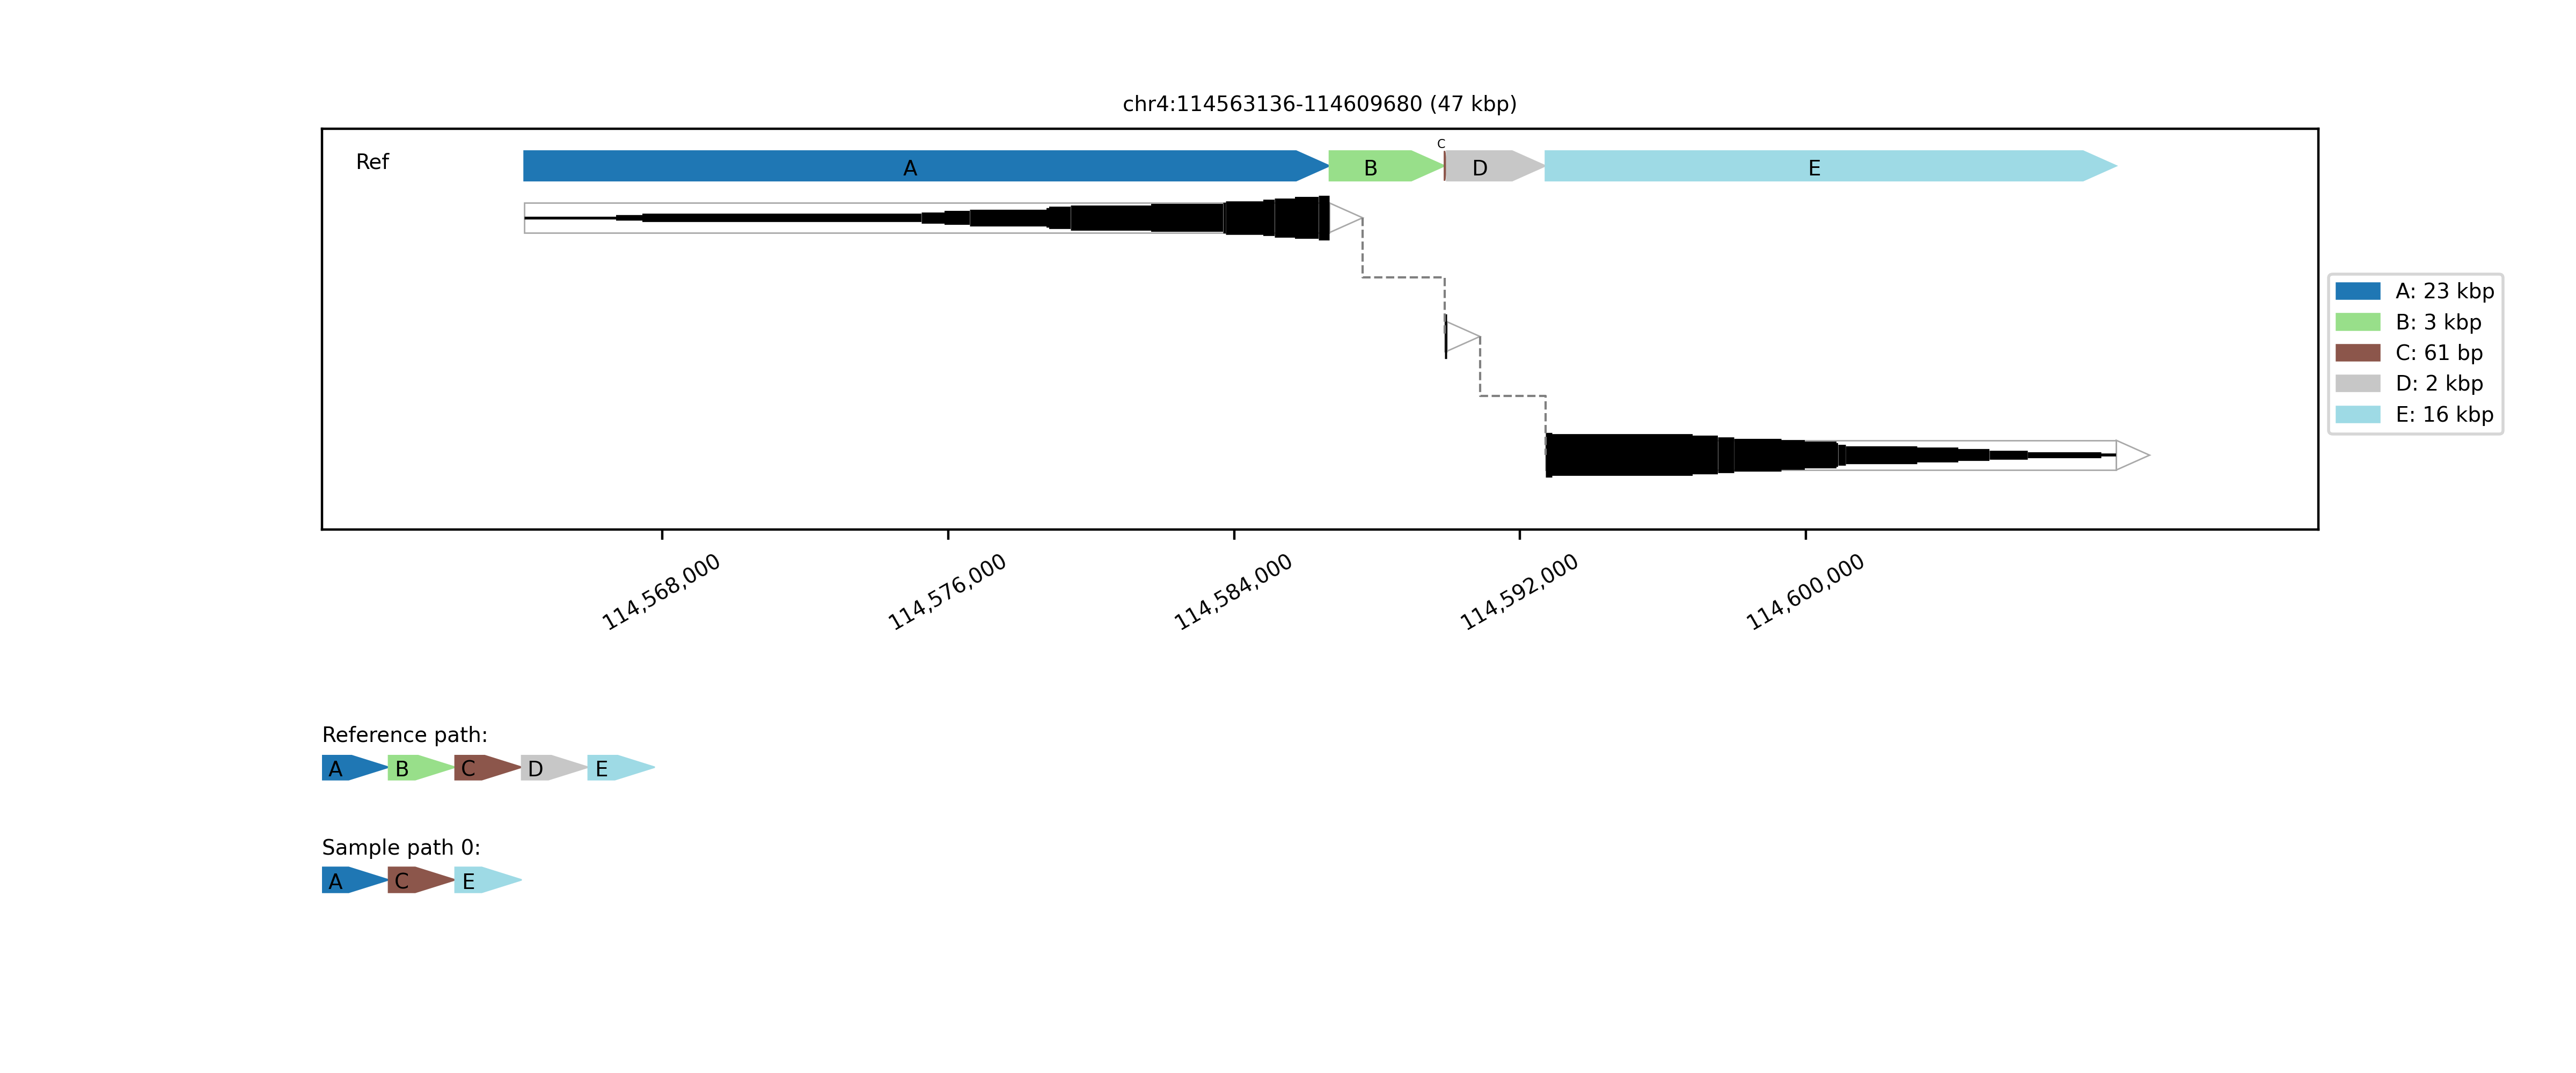 chr4:114563136-114609680 (47 kbp)
Ref
C
A
B
D
E
A: 23 kbp
B: 3 kbp
C: 61 bp
D: 2 kbp
E: 16 kbp
114,568,000
114,576,000
114,584,000
114,592,000
114,600,000
Reference path:
A B C D E
Sample path 0:
A C E